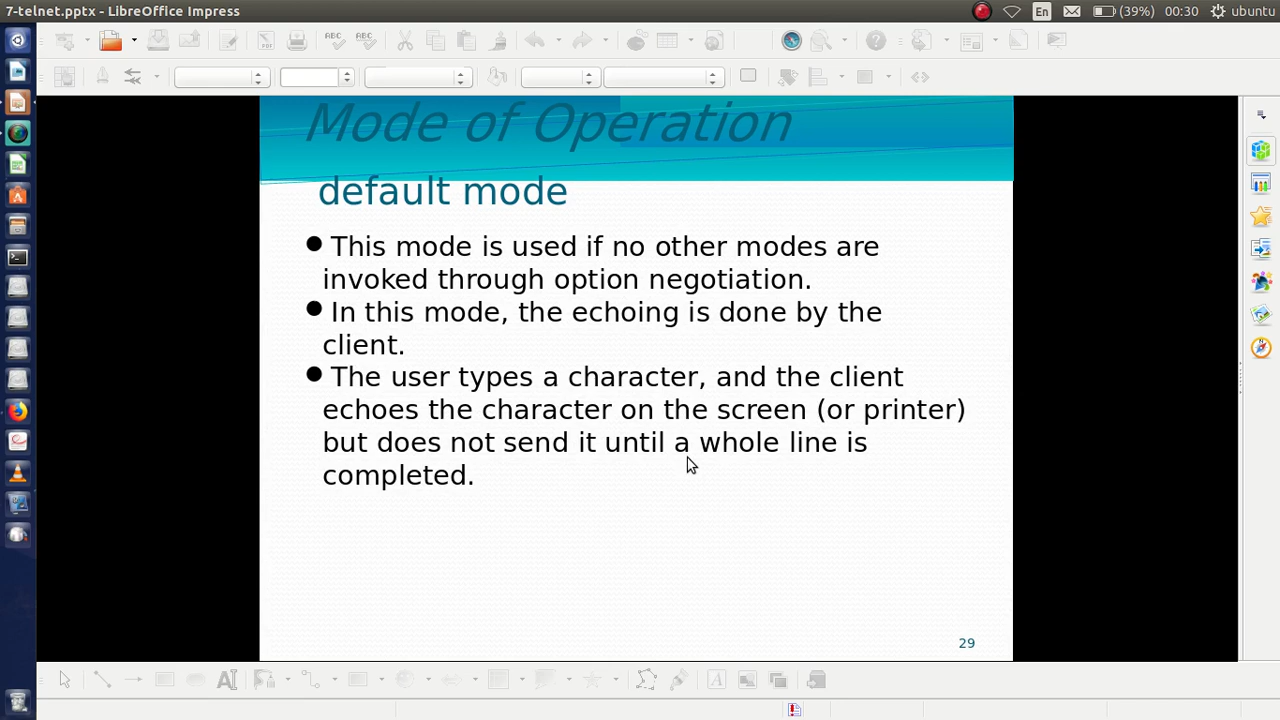 7-telnet.pptx - LibreOffice Impress
En
(39%)
00:30
ubuntu
ABC
ABC
Mode of Operation
default mode
● This mode is used if no other modes are
invoked through option negotiation.
● In this mode, the echoing is done by the
client.
● The user types a character, and the client
echoes the character on the screen (or printer)
but does not send it until a whole line is
completed.
29